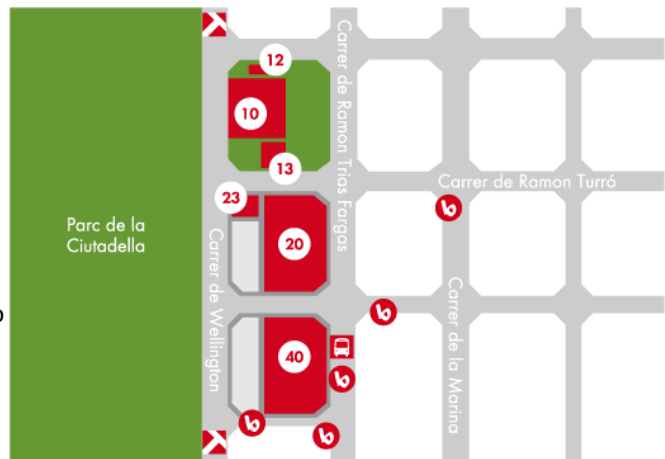 12
Carrer de Ramon Trias Fargas
10
13
Carrer de Ramon Turró
23
Parc de la
Ciutadella
20
Carrer de Wellington
Carrer de la Marina
40